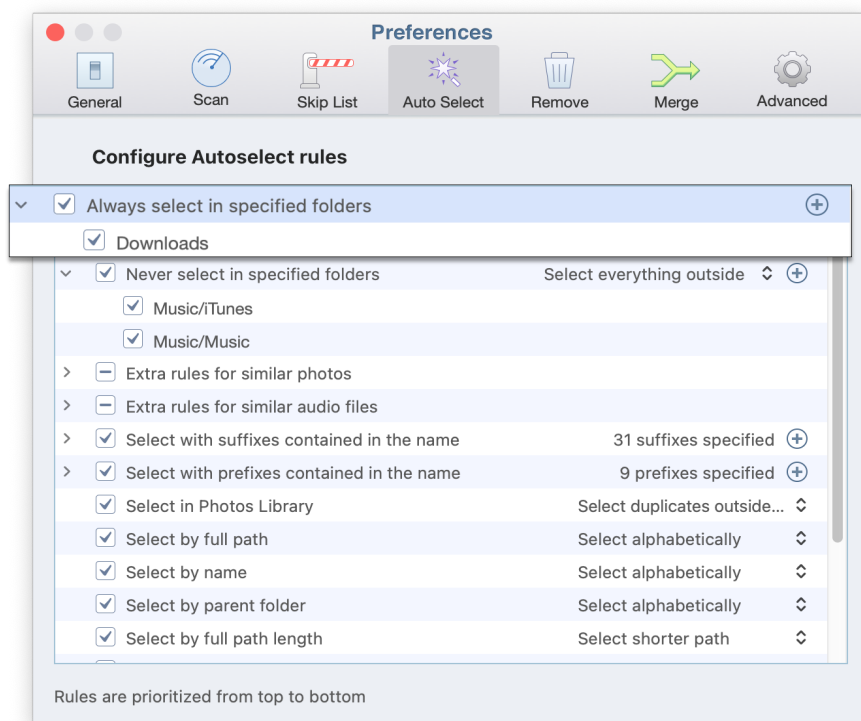 Preferences
General Scan Skip List Auto Select Remove Merge Advanced
Configure Autoselect rules
Always select in specified folders
Downloads
Never select in specified folders Select everything outside
Music/iTunes
Music/Music
Extra rules for similar photos
Extra rules for similar audio files
Select with suffixes contained in the name 31 suffixes specified
Select with prefixes contained in the name 9 prefixes specified
Select in Photos Library Select duplicates outside...
Select by full path Select alphabetically
Select by name Select alphabetically
Select by parent folder Select alphabetically
Select by full path length Select shorter path
Rules are prioritized from top to bottom